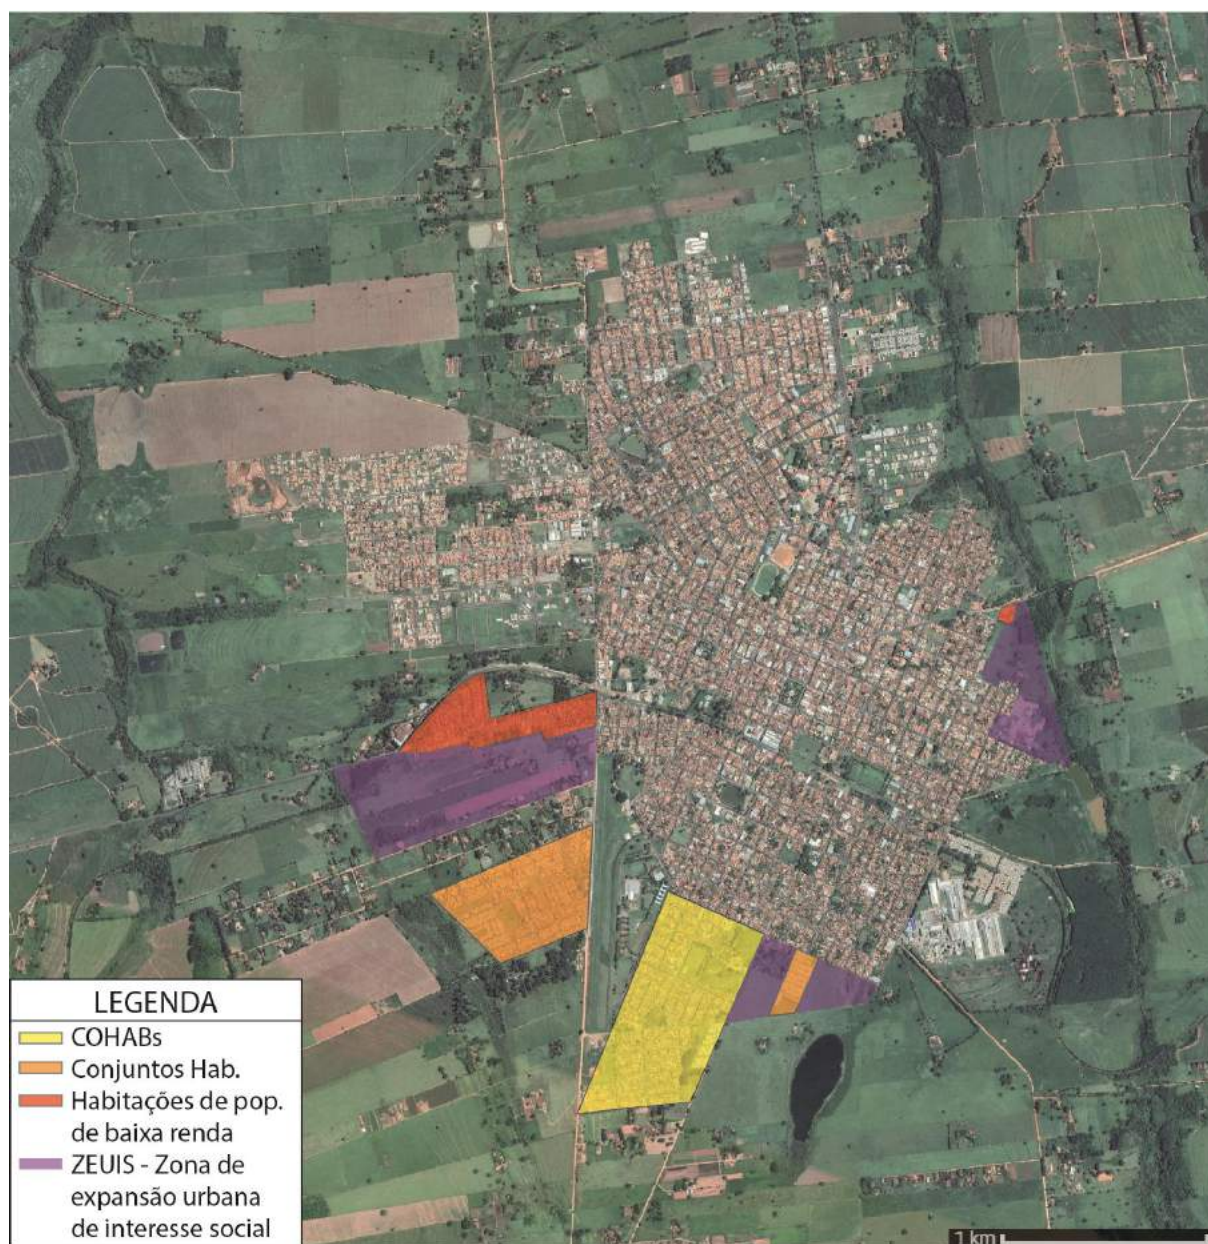 LEGENDA
COHABs
Conjuntos Hab.
Habitações de pop.
de baixa renda
ZEUIS - Zona de
expansão urbana
de interesse social
1 km